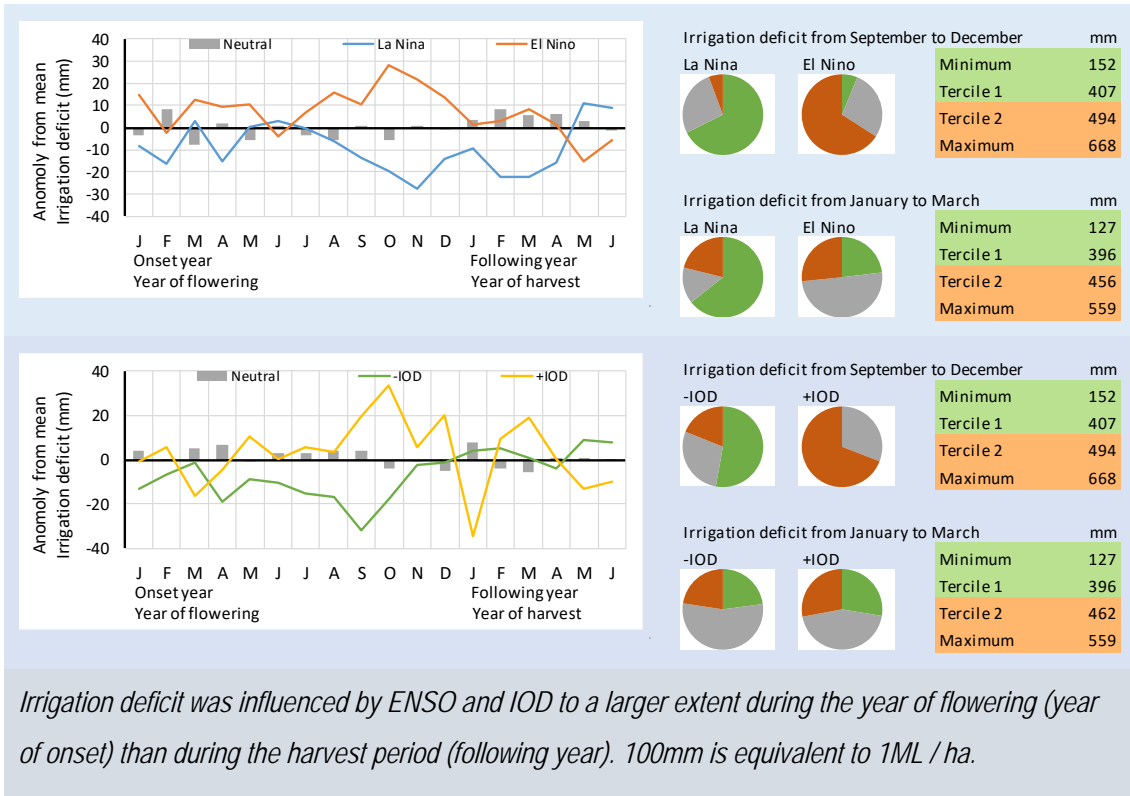 Neutral La Nina El Nino
40
30
20
10
0
-10
-20
-30
-40
Anomoly from mean
Irrigation deficit (mm)
J F M A M J J A S O N D J F M A M J
Onset year Following year
Year of flowering Year of harvest
Irrigation deficit from September to December mm
La Nina El Nino
Minimum 152
Tercile 1 407
Tercile 2 494
Maximum 668
Irrigation deficit from January to March mm
La Nina El Nino
Minimum 127
Tercile 1 396
Tercile 2 456
Maximum 559
Neutral -IOD +IOD
40
20
0
-20
-40
Anomoly from mean
Irrigation deficit (mm)
J F M A M J J A S O N D J F M A M J
Onset year Following year
Year of flowering Year of harvest
Irrigation deficit from September to December mm
-IOD +IOD
Minimum 152
Tercile 1 407
Tercile 2 494
Maximum 668
Irrigation deficit from January to March mm
-IOD +IOD
Minimum 127
Tercile 1 396
Tercile 2 462
Maximum 559
Irrigation deficit was influenced by ENSO and IOD to a larger extent during the year of flowering (year
of onset) than during the harvest period (following year). 100mm is equivalent to 1ML / ha.